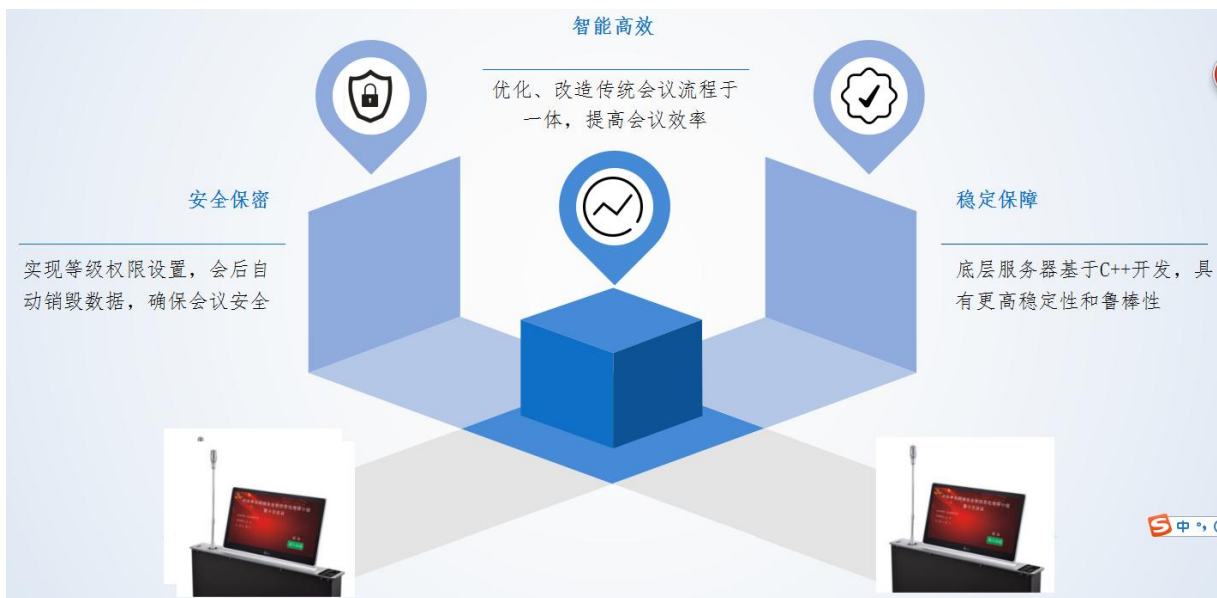 智能高效
优化、改造传统会议流程于
一体，提高会议效率
安全保密
实现等级权限设置，会后自
动销毁数据，确保会议安全
稳定保障
底层服务器基于C++开发，具
有更高稳定性和鲁棒性
中